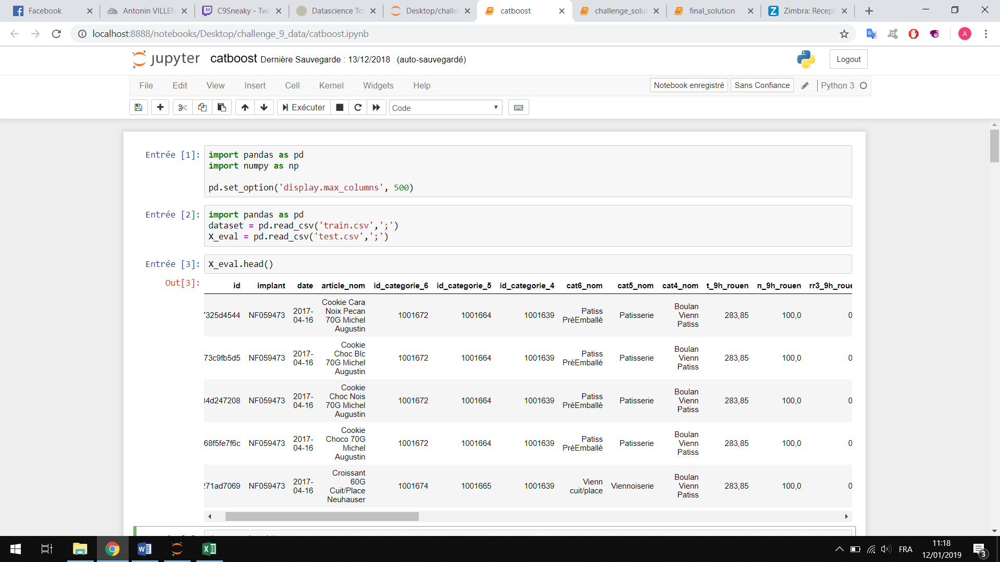 Facebook
Antonin VILLEM
C9Sneaky - Twi
Datascience To
Desktop/challe
catboost
challenge_solut
final_solution
Zimbra: Récept
localhost:8888/notebooks/Desktop/challenge_9_data/catboost.ipynb
A
jupyter catboost Dernière Sauvegarde : 13/12/2018 (auto-sauvegardé)
Logout
File Edit View Insert Cell Kernel Widgets Help
Notebook enregistré Sans Confiance Python 3
Exécuter Code
Entrée [1]: import pandas as pd
import numpy as np
pd.set_option('display.max_columns', 500)
Entrée [2]: import pandas as pd
dataset = pd.read_csv('train.csv',';')
X_eval = pd.read_csv('test.csv',';')
Entrée [3]: X_eval.head()
Out[3]:
id implant date article_nom id_categorie_6 id_categorie_5 id_categorie_4 cat6_nom cat5_nom cat4_nom t_9h_rouen n_9h_rouen rr3_9h_roue
7325d4544 NF059473 2017-04-16 Cookie Cara Noix Pecan 70G Michel Augustin 1001672 1001664 1001639 Patiss PréEmballé Patisserie Boulan Vienn Patiss 283,85 100,0 0
73c9fb5d5 NF059473 2017-04-16 Cookie Choc Blc 70G Michel Augustin 1001672 1001664 1001639 Patiss PréEmballé Patisserie Boulan Vienn Patiss 283,85 100,0 0
34d247208 NF059473 2017-04-16 Cookie Choc Nois 70G Michel Augustin 1001672 1001664 1001639 Patiss PréEmballé Patisserie Boulan Vienn Patiss 283,85 100,0 0
68f5fe7f6c NF059473 2017-04-16 Cookie Choco 70G Michel Augustin 1001672 1001664 1001639 Patiss PréEmballé Patisserie Boulan Vienn Patiss 283,85 100,0 0
271ad7069 NF059473 2017-04-16 Croissant 60G Cuit/Place Neuhauser 1001674 1001665 1001639 Vienn cuit/place Viennoiserie Boulan Vienn Patiss 283,85 100,0 0
FRA
11:18
12/01/2019
3